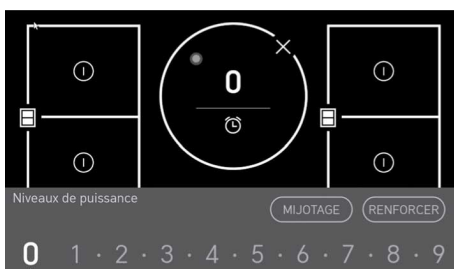 0
Niveaux de puissance
MIJOTAGE
RENFORCER
0 1 · 2 · 3 · 4 · 5 · 6 · 7 · 8 · 9